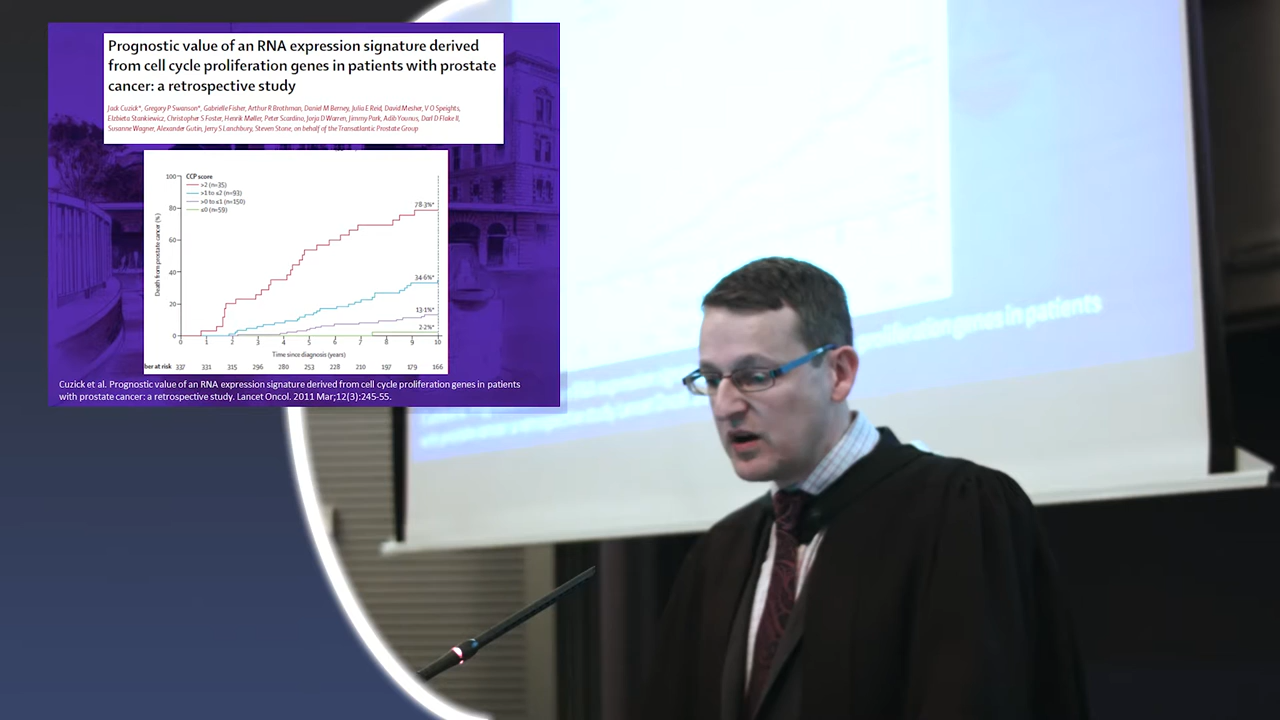 Prognostic value of an RNA expression signature derived
from cell cycle proliferation genes in patients with prostate
cancer: a retrospective study
Jack Cuzick*, Gregory P Swanson*, Gabrielle Fisher, Arthur R Brothman, Daniel M Berney, Julia E Reid, David Mesher, V O Speights,
Elzbieta Stankiewicz, Christopher S Foster, Henrik Møller, Peter Scardino, Jorja D Warren, Jimmy Park, Adib Younus, Darl D Flake II,
Susanne Wagner, Alexander Gutin, Jerry S Lanchbury, Steven Stone, on behalf of the Transatlantic Prostate Group
CCP score
>2 (n=35)
>1 to ≤2 (n=93)
>0 to ≤1 (n=150)
≤0 (n=59)
Death from prostate cancer (%)
100
80
60
40
20
0
78·3%*
34·6%*
13·1%*
2·2%*
0 1 2 3 4 5 6 7 8 9 10
Time since diagnosis (years)
ber at risk 337 331 315 296 280 253 228 210 197 179 166
Cuzick et al. Prognostic value of an RNA expression signature derived from cell cycle proliferation genes in patients
with prostate cancer: a retrospective study. Lancet Oncol. 2011 Mar;12(3):245-55.
genes in patients